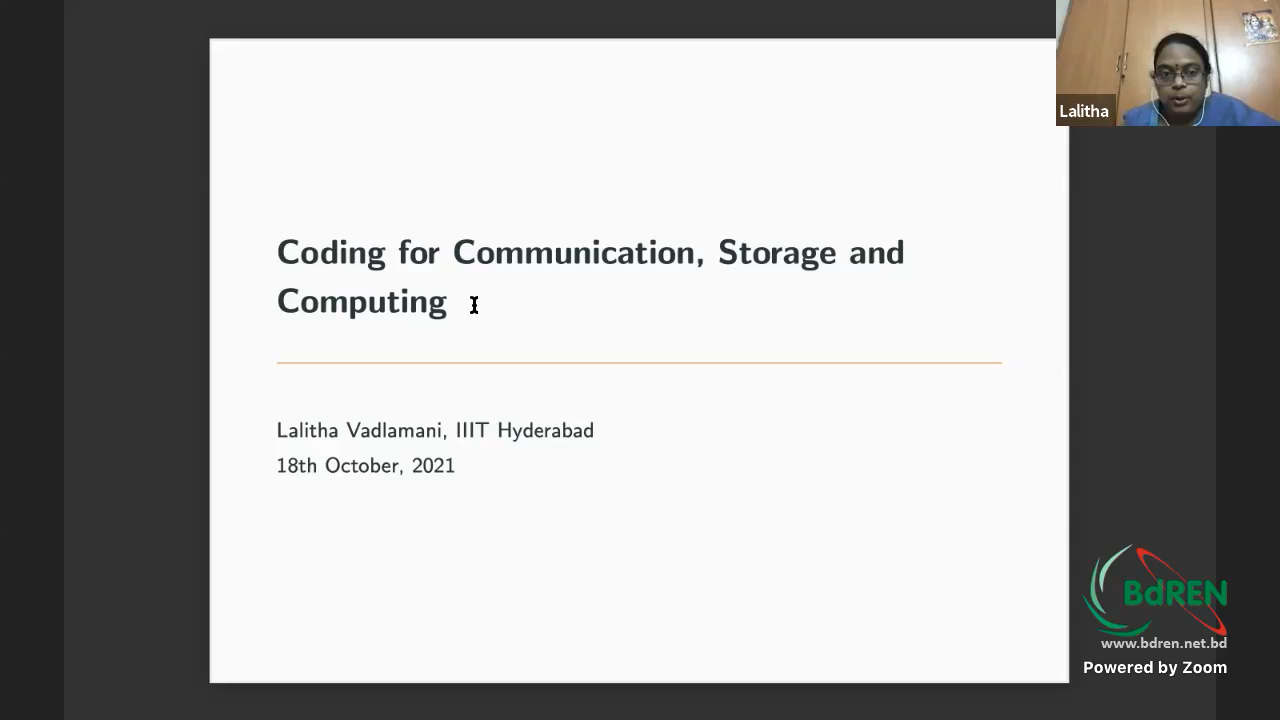 Lalitha
Coding for Communication, Storage and
Computing
Lalitha Vadlamani, IIIT Hyderabad
18th October, 2021
BdREN
www.bdren.net.bd
Powered by Zoom